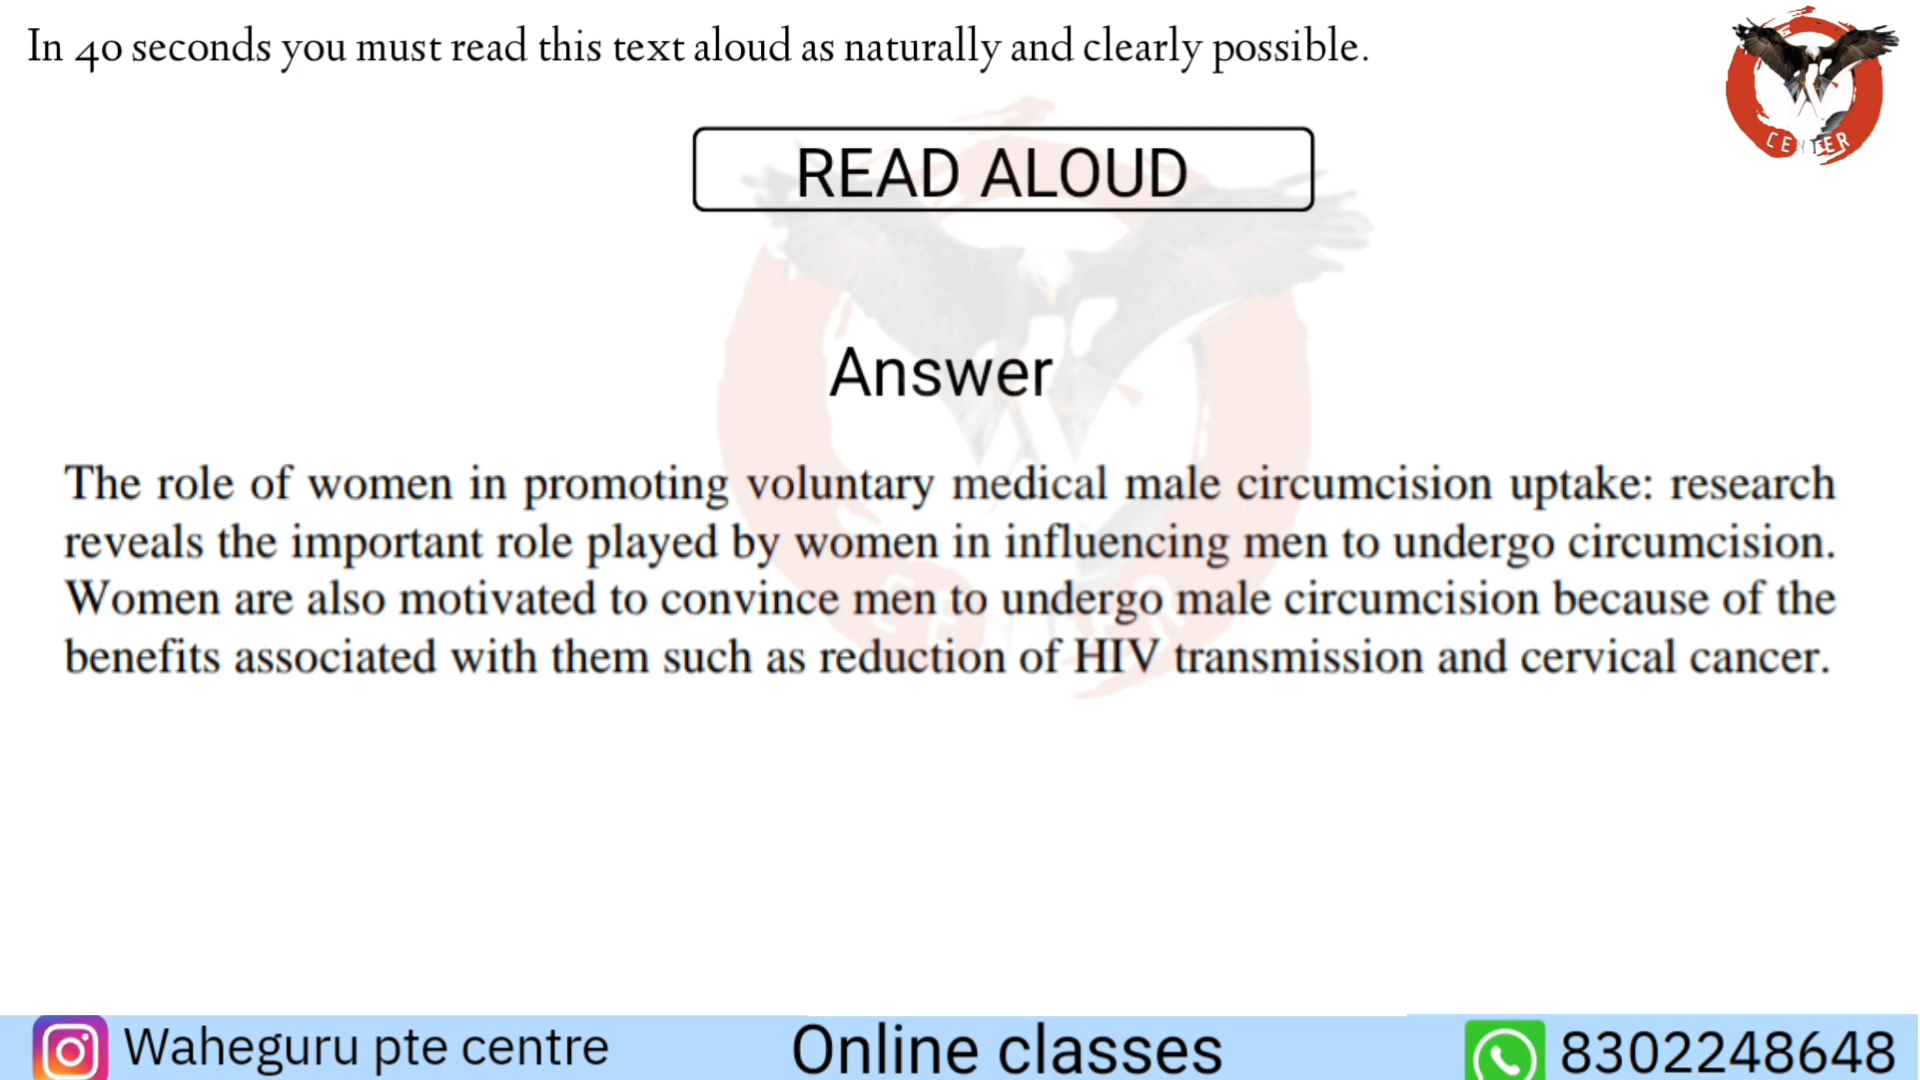 In 40 seconds you must read this text aloud as naturally and clearly possible.
CENTER
READ ALOUD
Answer
The role of women in promoting voluntary medical male circumcision uptake: research
reveals the important role played by women in influencing men to undergo circumcision.
Women are also motivated to convince men to undergo male circumcision because of the
benefits associated with them such as reduction of HIV transmission and cervical cancer.
CENTER
Waheguru pte centre
Online classes
8302248648